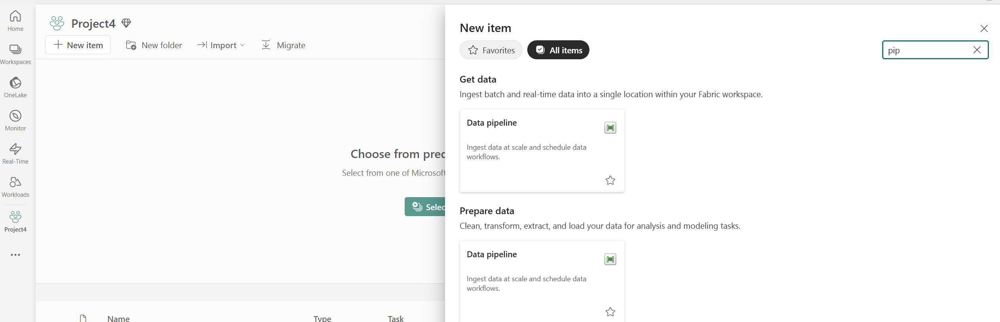 Home
Workspaces
OneLake
Monitor
Real-Time
Workloads
Project4
Project4
New item
New folder
Import
Migrate
Choose from pred
Select from one of Microsoft
Selec
Name
Type
Task
New item
Favorites
All items
pip
Get data
Ingest batch and real-time data into a single location within your Fabric workspace.
Data pipeline
Ingest data at scale and schedule data
workflows.
Prepare data
Clean, transform, extract, and load your data for analysis and modeling tasks.
Data pipeline
Ingest data at scale and schedule data
workflows.